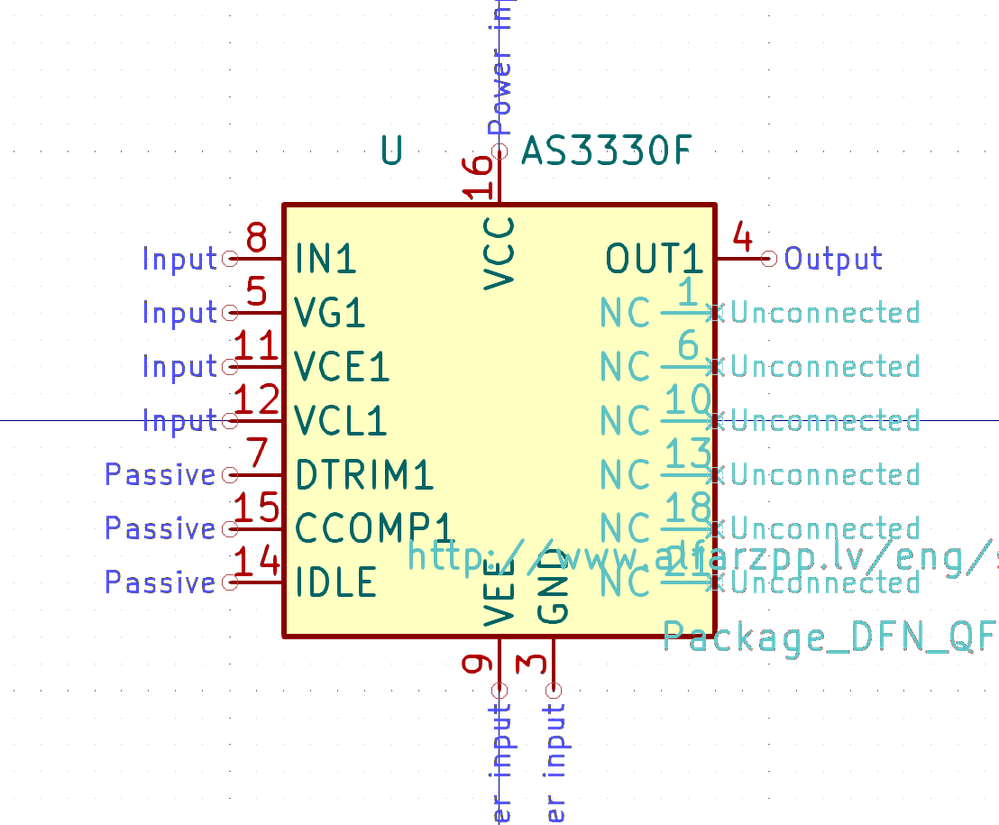 Power in
U
AS3330F
16
VCC
Input 8 IN1
OUT1 4 Output
Input 5 VG1
NC 1 Unconnected
Input 11 VCE1
NC 6 Unconnected
Input 12 VCL1
NC 10 Unconnected
Passive 7 DTRIM1
NC 13 Unconnected
Passive 15 CCOMP1
NC 18 Unconnected
http://www.alfarzpp.lv/eng/s
Passive 14 IDLE
NC 21 Unconnected
VEE
GND
Package_DFN_QF
9
3
er input
er input